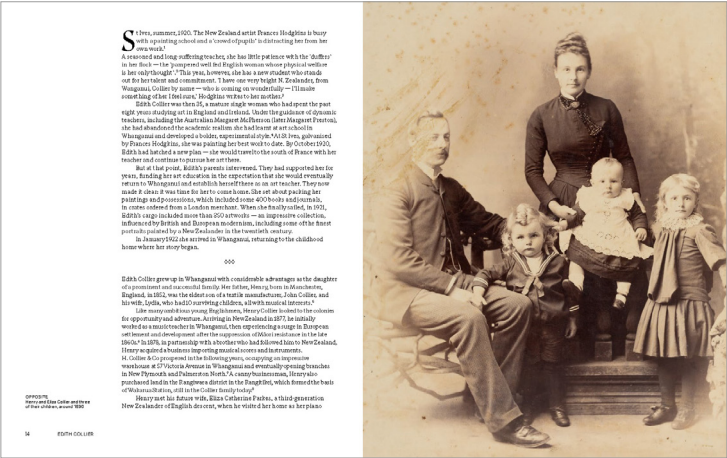 St Ives, summer, 1920. The New Zealand artist Frances Hodgkins is busy
with a painting school and a 'crowd of pupils' is distracting her from her
own work.¹
A seasoned and long-suffering teacher, she has little patience with the 'duffers'
in her flock — the 'pampered well fed English woman whose physical welfare
is her only thought'.² This year, however, she has a new student who stands
out for her talent and commitment. 'I have one very bright N. Zealander, from
Wanganui, Collier by name — who is coming on wonderfully — I'll make
something of her I feel sure,' Hodgkins writes to her mother.³
Edith Collier was then 35, a mature single woman who had spent the past
eight years studying art in England and Ireland. Under the guidance of dynamic
teachers, including the Australian Margaret McPherson (later Margaret Preston),
she had abandoned the academic realism she had learnt at art school in
Whanganui and developed a bolder, experimental style.⁴ At St Ives, galvanised
by Frances Hodgkins, she was painting her best work to date. By October 1920,
Edith had hatched a new plan — she would travel to the south of France with her
teacher and continue to pursue her art there.
But at that point, Edith's parents intervened. They had supported her for
years, funding her art education in the expectation that she would eventually
return to Whanganui and establish herself there as an art teacher. They now
made it clear it was time for her to come home. She set about packing her
paintings and possessions, which included some 400 books and journals,
in crates ordered from a London merchant. When she finally sailed, in 1921,
Edith's cargo included more than 350 artworks — an impressive collection,
influenced by British and European modernism, including some of the finest
portraits painted by a New Zealander in the twentieth century.
In January 1922 she arrived in Whanganui, returning to the childhood
home where her story began.
◊◊◊
Edith Collier grew up in Whanganui with considerable advantages as the daughter
of a prominent and successful family. Her father, Henry, born in Manchester,
England, in 1852, was the eldest son of a textile manufacturer, John Collier, and
his wife, Lydia, who had 10 surviving children, all with musical interests.⁵
Like many ambitious young Englishmen, Henry Collier looked to the colonies
for opportunity and adventure. Arriving in New Zealand in 1877, he initially
worked as a music teacher in Whanganui, then experiencing a surge in European
settlement and development after the suppression of Māori resistance in the late
1860s.⁶ In 1878, in partnership with a brother who had followed him to New Zealand,
Henry acquired a business importing musical scores and instruments.
H. Collier & Co prospered in the following years, occupying an impressive
warehouse at 57 Victoria Avenue in Whanganui and eventually opening branches
in New Plymouth and Palmerston North.⁷ A canny businessman, Henry also
purchased land in the Rangiwaea district in the Rangitīkei, which formed the basis
of Wakarua Station, still in the Collier family today.⁸
Henry met his future wife, Eliza Catherine Parkes, a third-generation
New Zealander of English descent, when he visited her home as her piano
OPPOSITE
Henry and Eliza Collier and three
of their children, around 1890
14 EDITH COLLIER